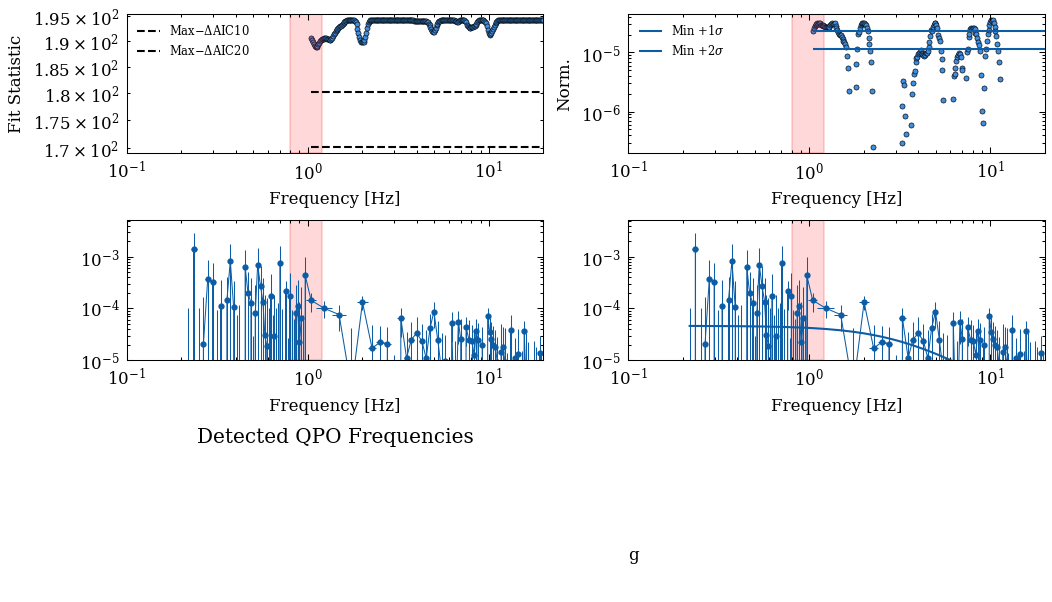 1.95 × 10²
1.9 × 10²
1.85 × 10²
1.8 × 10²
1.75 × 10²
1.7 × 10²
Fit Statistic
Max−ΔAIC10
Max−ΔAIC20
10⁻¹
10⁰
10¹
Frequency [Hz]
Norm.
10⁻⁵
10⁻⁶
Min +1σ
Min +2σ
10⁻¹
10⁰
10¹
Frequency [Hz]
10⁻³
10⁻⁴
10⁻⁵
10⁻¹
10⁰
10¹
Frequency [Hz]
10⁻³
10⁻⁴
10⁻⁵
10⁻¹
10⁰
10¹
Frequency [Hz]
Detected QPO Frequencies
g